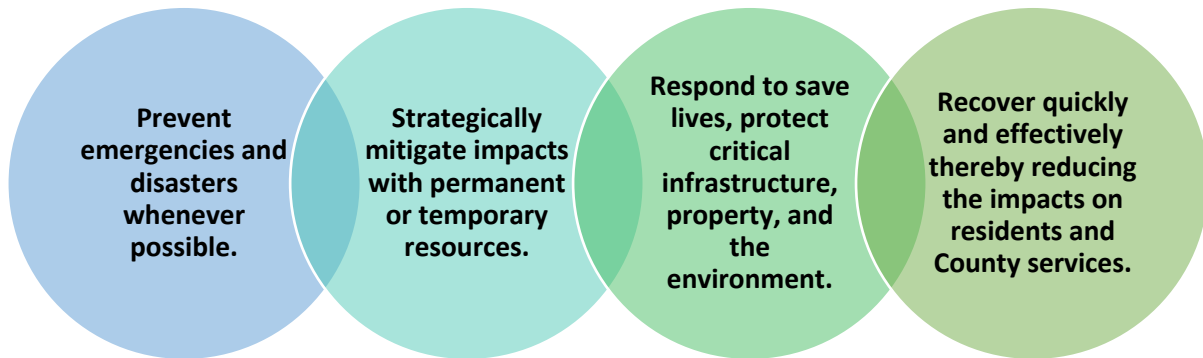 Prevent
emergencies and
disasters
whenever
possible.
Strategically
mitigate impacts
with permanent
or temporary
resources.
Respond to save
lives, protect
critical
infrastructure,
property, and
the
environment.
Recover quickly
and effectively
thereby reducing
the impacts on
residents and
County services.